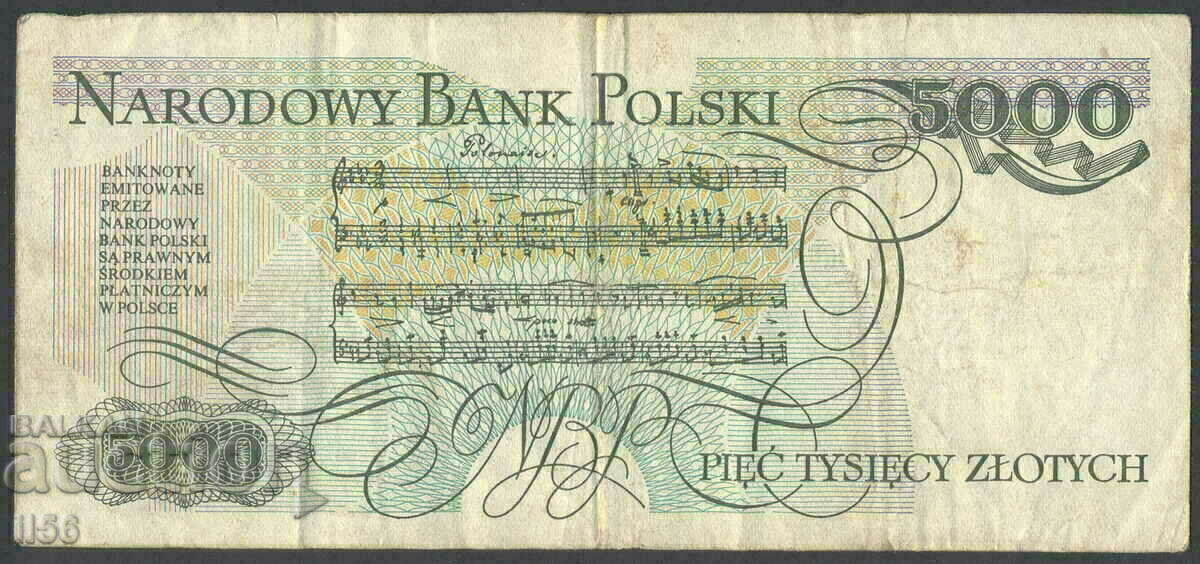 NARODOWY BANK POLSKI
5000
BANKNOTY
EMITOWANE
PRZEZ
NARODOWY
BANK POLSKI
SĄ PRAWNYM
ŚRODKIEM
PŁATNICZYM
W POLSCE
Polonaise.
NBP
5000
PIĘĆ TYSIĘCY ZŁOTYCH